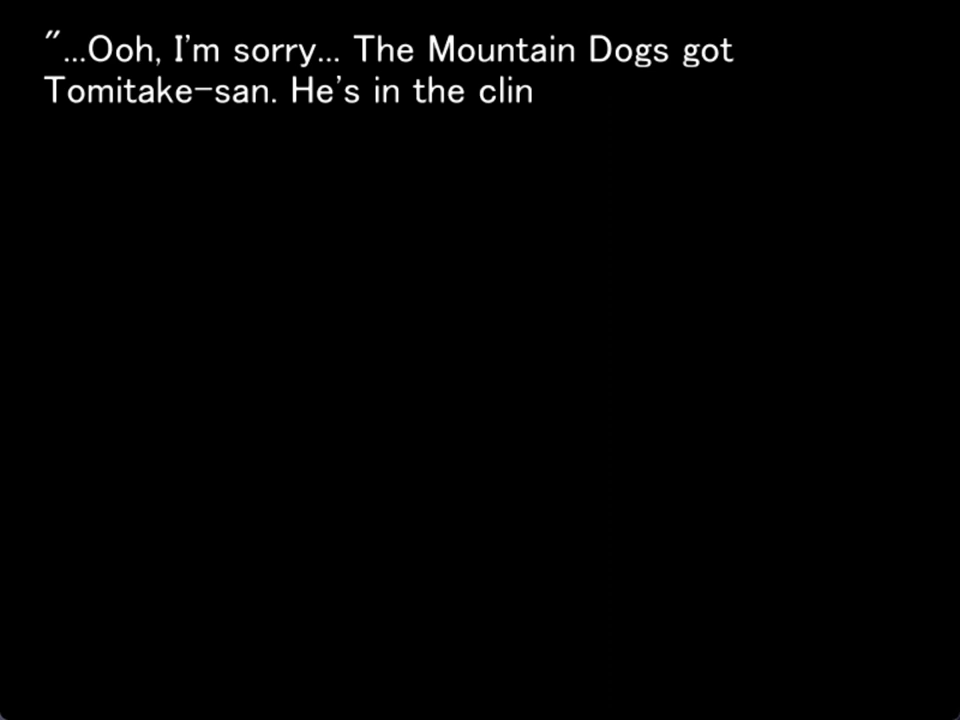 "...Ooh, I'm sorry... The Mountain Dogs got
Tomitake-san. He's in the clin